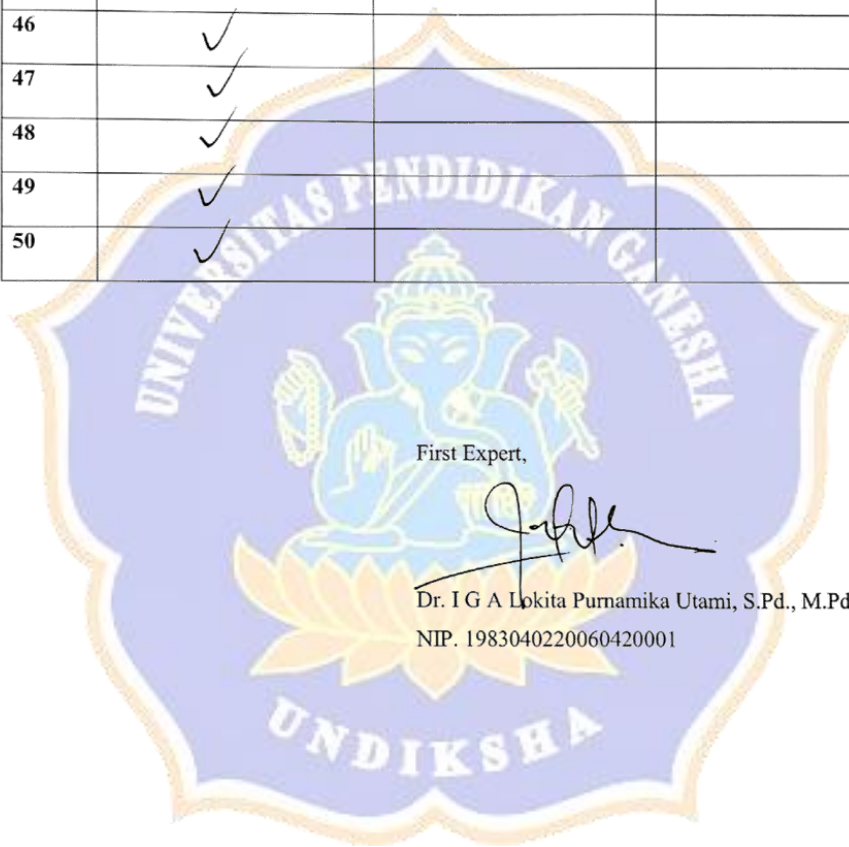 46 ✓
47 ✓
48 ✓
49 ✓
50 ✓
UNIVERSITAS PENDIDIKAN GANESHA
First Expert,
Dr. I G A Lokita Purnamika Utami, S.Pd., M.Pd
NIP. 1983040220060420001
UNDIKSHA